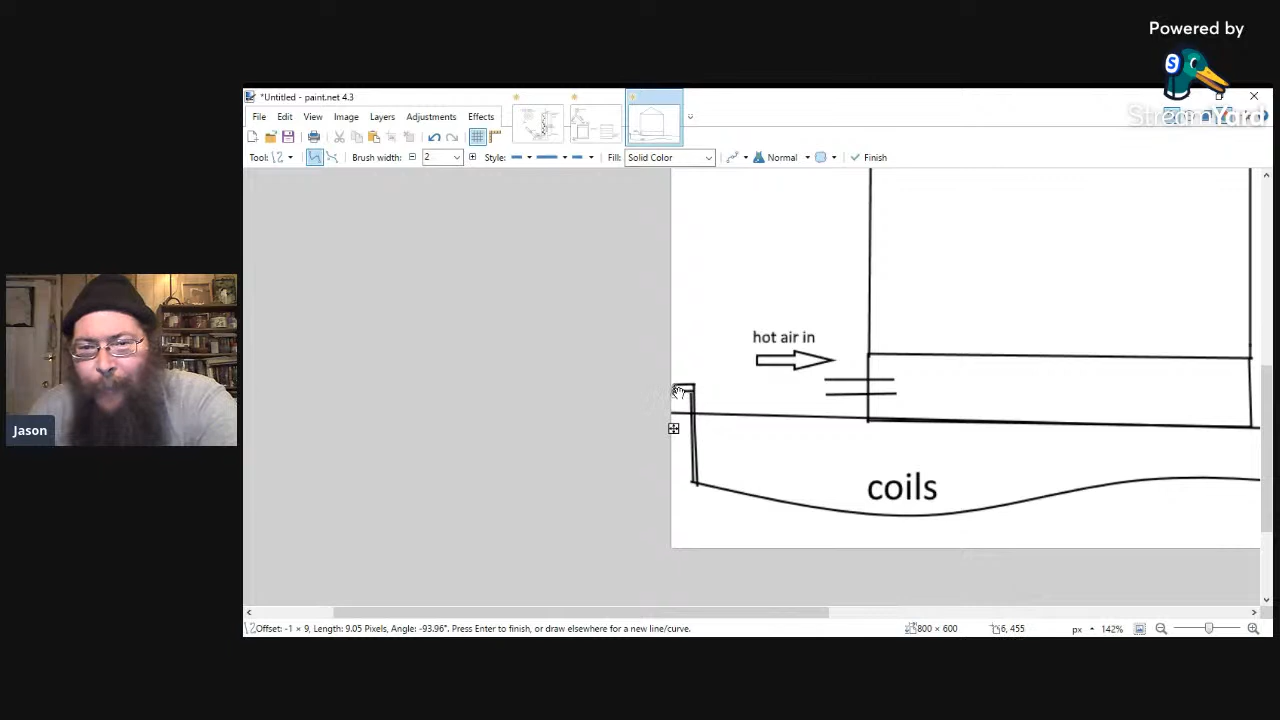 Powered by
StreamYard
*Untitled - paint.net 4.3
File Edit View Image Layers Adjustments Effects
Tool: Brush width: 2 Style: Fill: Solid Color Normal Finish
hot air in
coils
Jason
Offset: -1 × 9, Length: 9.05 Pixels, Angle: -93.96°. Press Enter to finish, or draw elsewhere for a new line/curve.
800 × 600
6, 455
px
142%